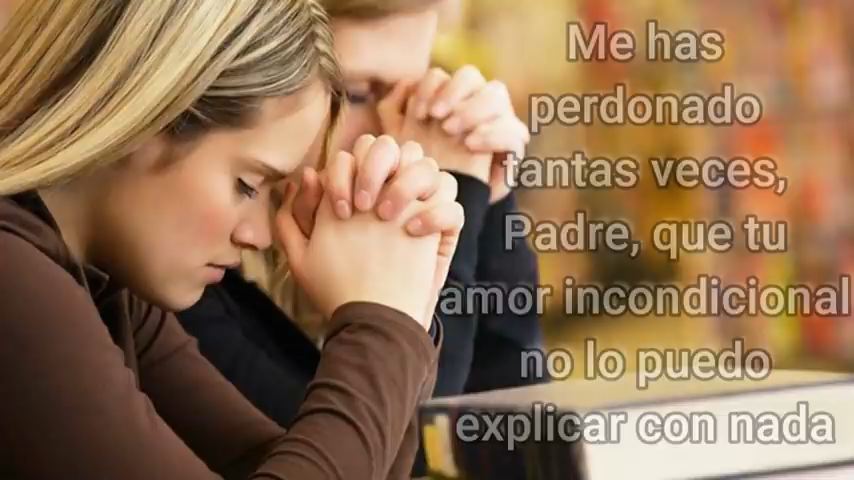 Me has
perdonado
tantas veces,
Padre, que tu
amor incondicional
no lo puedo
explicar con nada